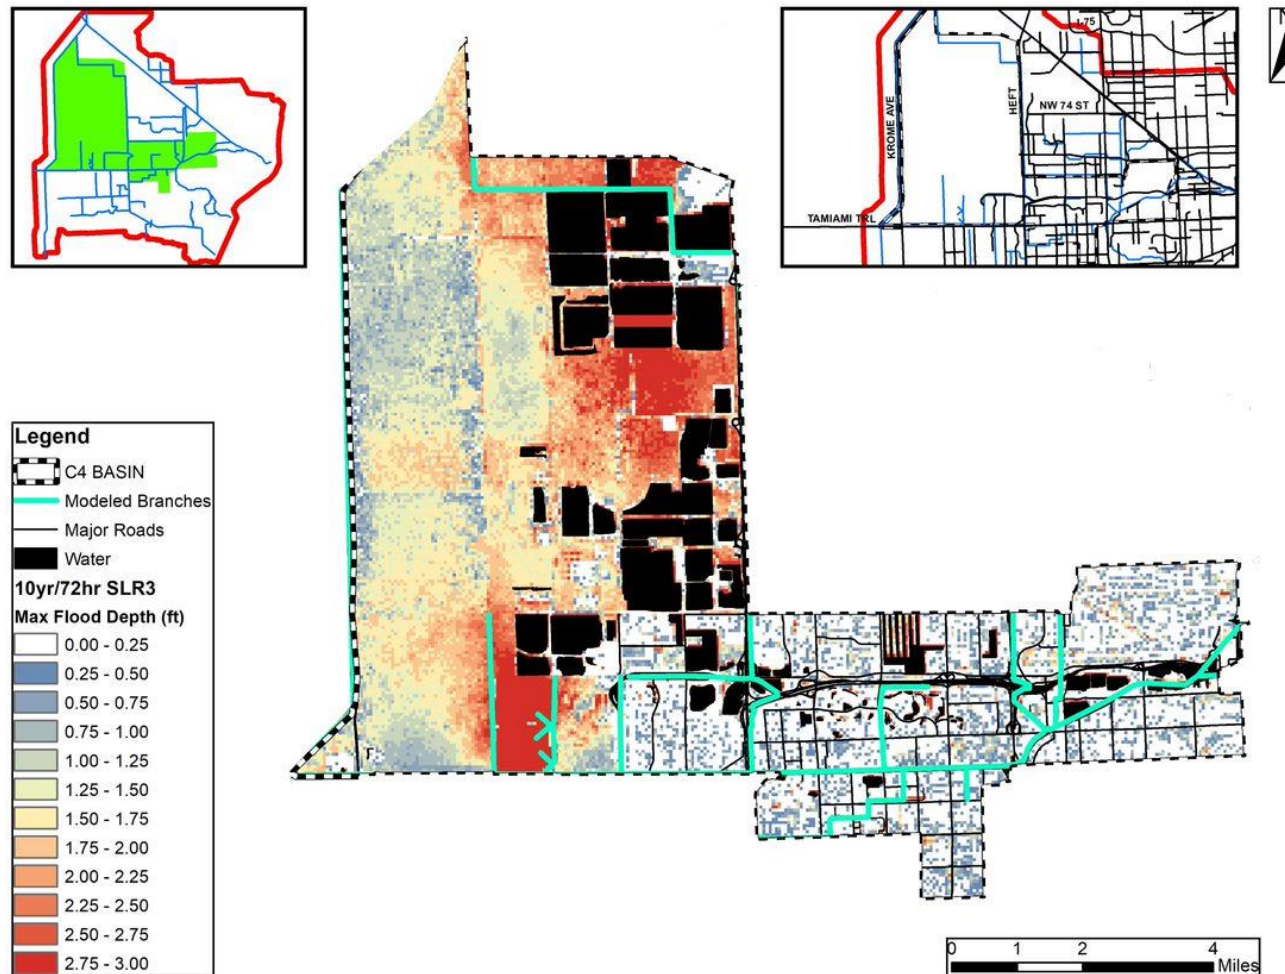 I-75
NW 74 ST
KROME AVE
HEFT
TAMIAMI TRL
Legend
C4 BASIN
Modeled Branches
Major Roads
Water
10yr/72hr SLR3
Max Flood Depth (ft)
0.00 - 0.25
0.25 - 0.50
0.50 - 0.75
0.75 - 1.00
1.00 - 1.25
1.25 - 1.50
1.50 - 1.75
1.75 - 2.00
2.00 - 2.25
2.25 - 2.50
2.50 - 2.75
2.75 - 3.00
0 1 2 4
Miles